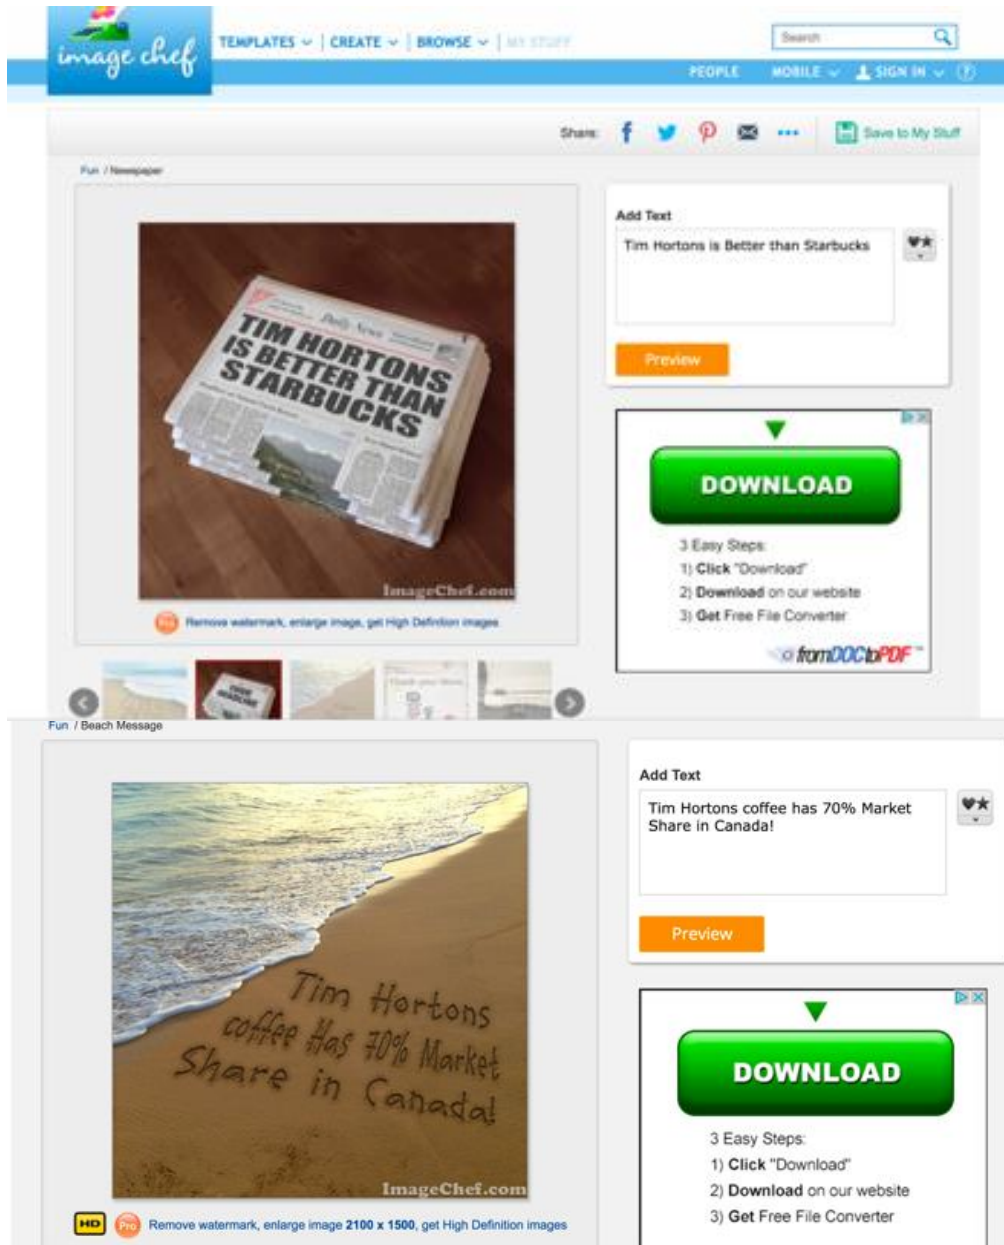 image chef
TEMPLATES | CREATE | BROWSE | MY STUFF
Search
PEOPLE MOBILE SIGN IN ?
Share: Save to My Stuff
Fun / Newspaper
Daily News
TIM HORTONS
IS BETTER THAN
STARBUCKS
ImageChef.com
Pro Remove watermark, enlarge image, get High Definition images
Add Text
Tim Hortons is Better than Starbucks
Preview
DOWNLOAD
3 Easy Steps:
1) Click "Download"
2) Download on our website
3) Get Free File Converter
fromDOCtoPDF
YOUR
HEADLINE
Fun / Beach Message
Tim Hortons
coffee Has 70% Market
Share in Canada!
ImageChef.com
HD Pro Remove watermark, enlarge image 2100 x 1500, get High Definition images
Add Text
Tim Hortons coffee has 70% Market
Share in Canada!
Preview
DOWNLOAD
3 Easy Steps:
1) Click "Download"
2) Download on our website
3) Get Free File Converter